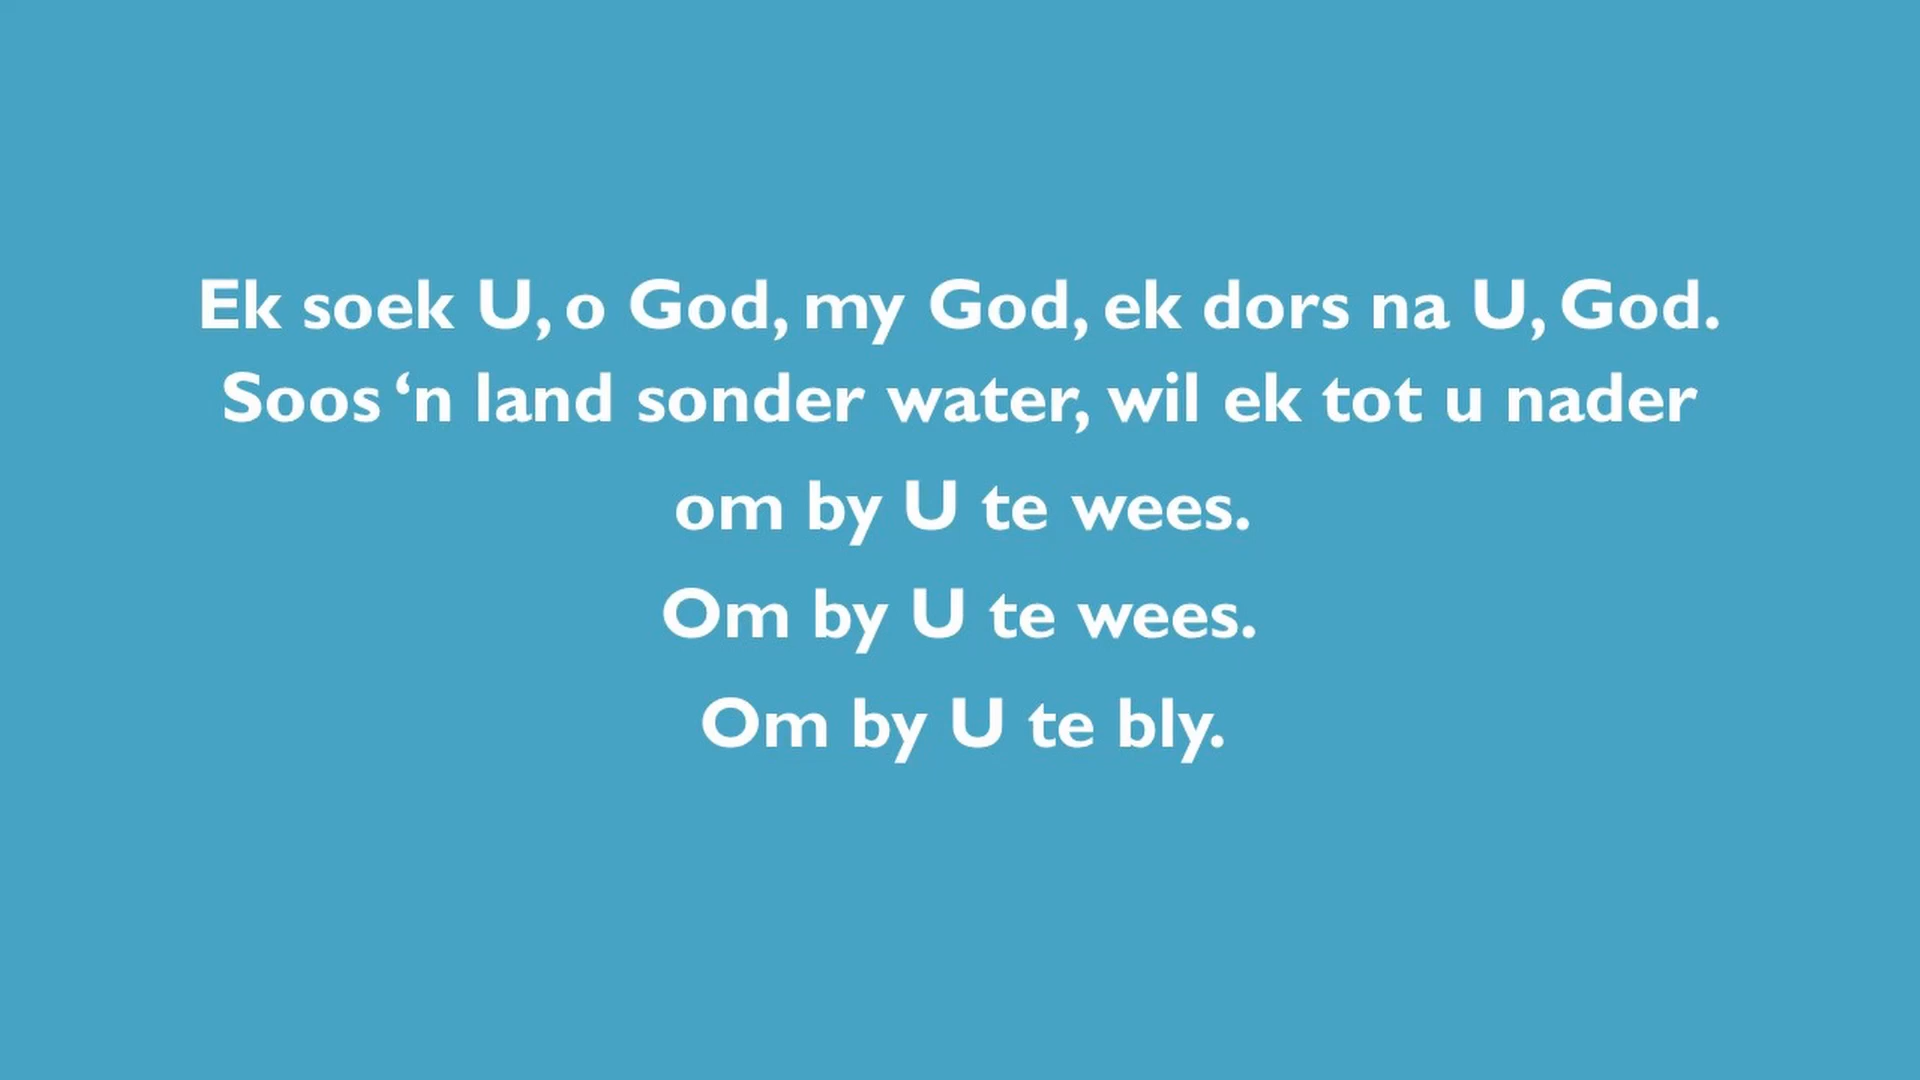 Ek soek U, o God, my God, ek dors na U, God.
Soos ‘n land sonder water, wil ek tot u nader
om by U te wees.
Om by U te wees.
Om by U te bly.